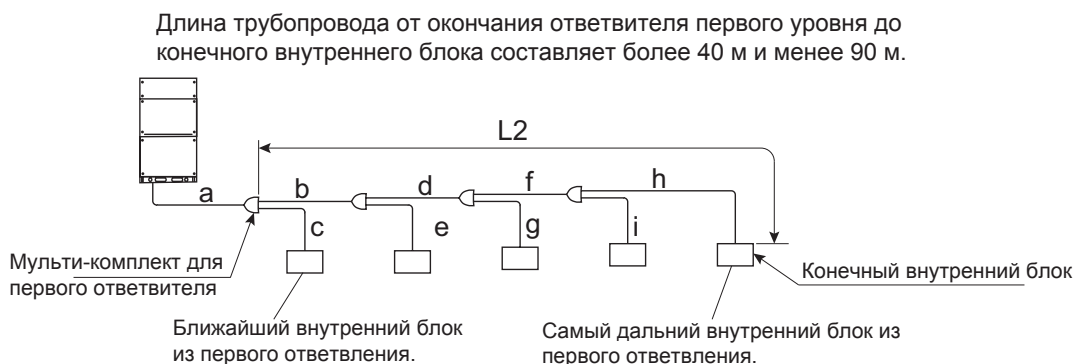 Длина трубопровода от окончания ответвителя первого уровня до
конечного внутреннего блока составляет более 40 м и менее 90 м.
L2
a
b
d
f
h
c
e
g
i
Мульти-комплект для
первого ответвителя
Конечный внутренний блок
Ближайший внутренний блок
из первого ответвления.
Самый дальний внутренний блок из
первого ответвления.